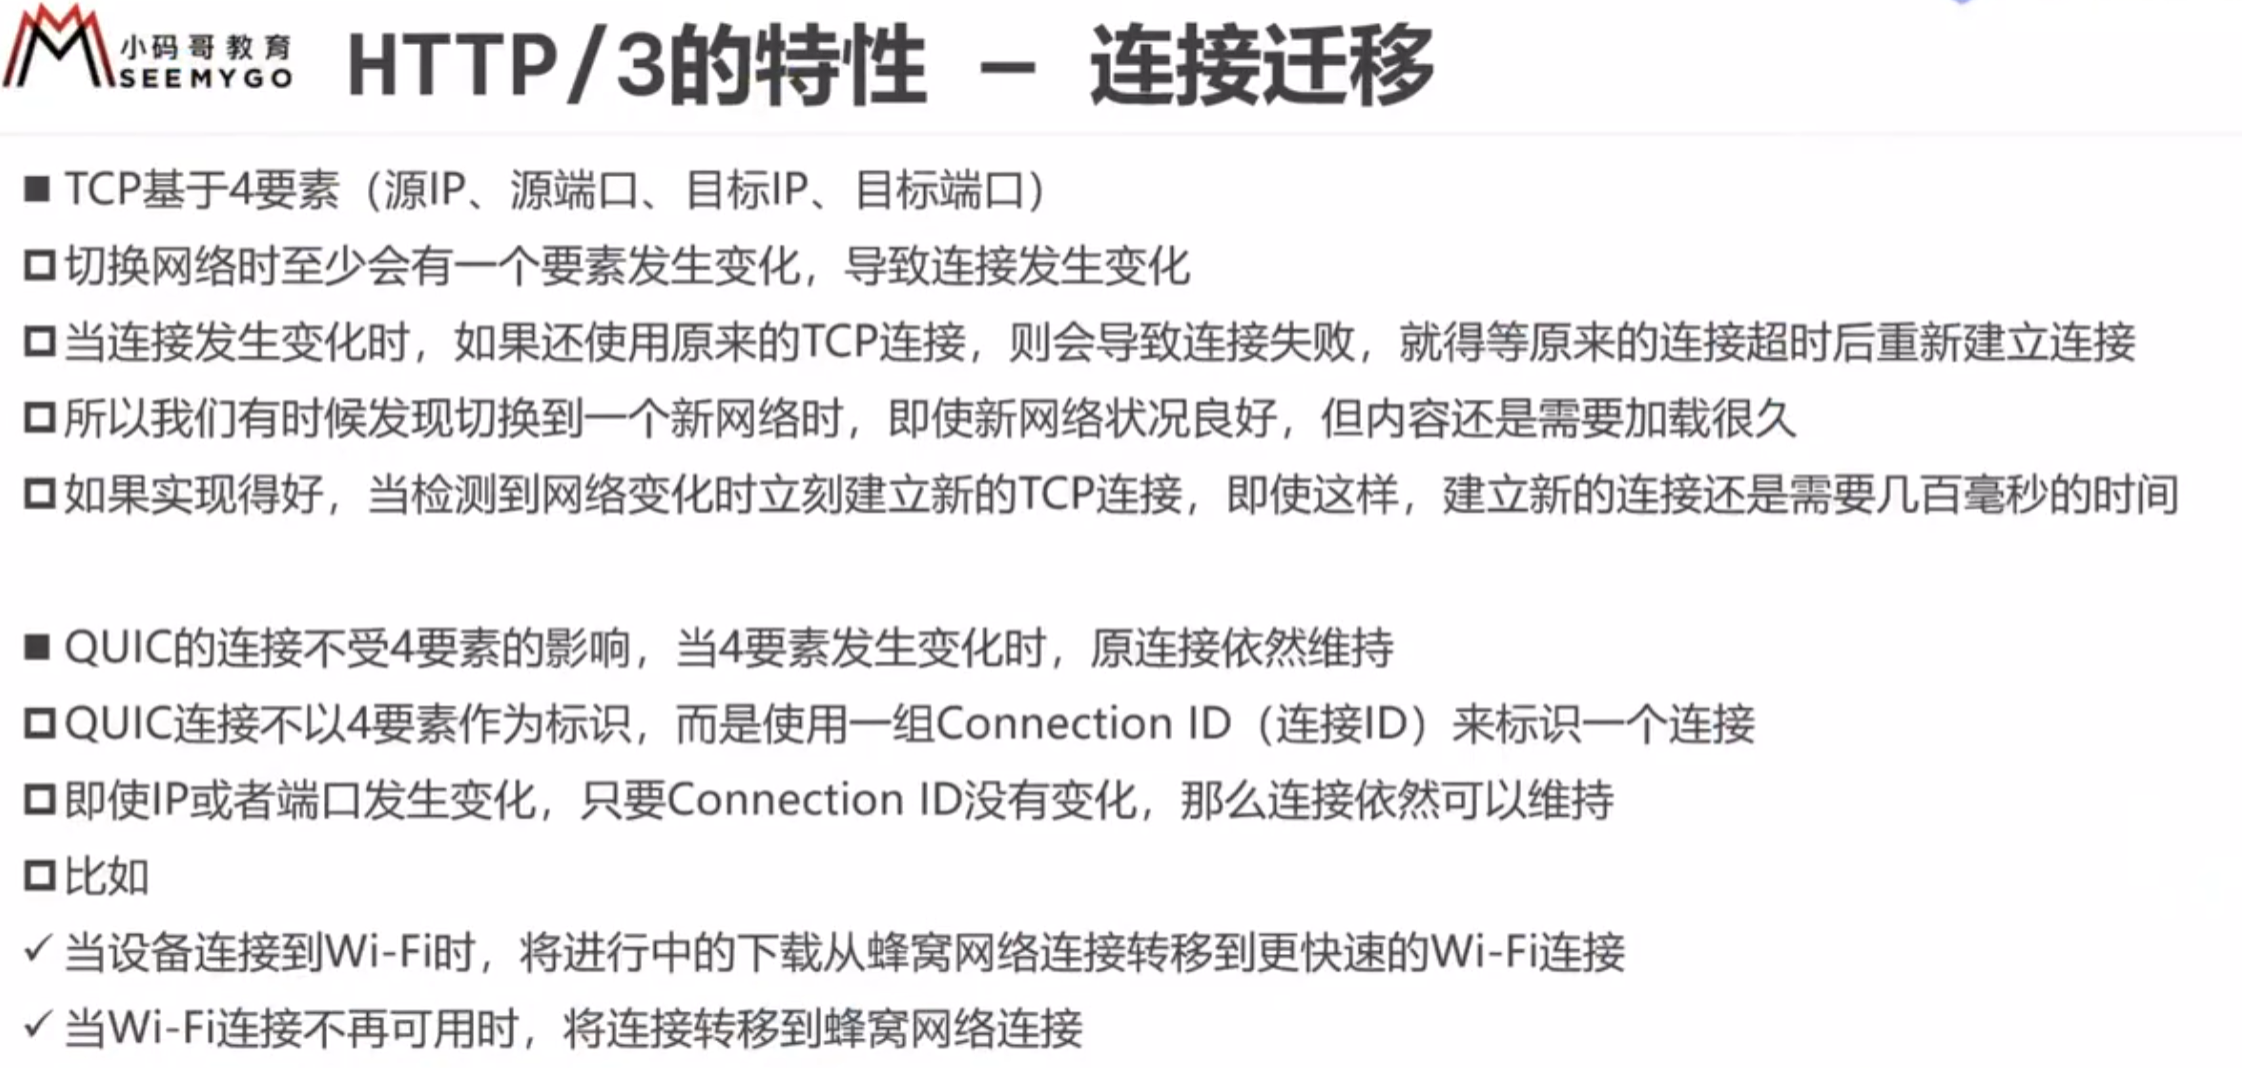 小码哥教育
SEEMYGO
HTTP/3的特性 – 连接迁移
■ TCP基于4要素（源IP、源端口、目标IP、目标端口）
切换网络时至少会有一个要素发生变化，导致连接发生变化
当连接发生变化时，如果还使用原来的TCP连接，则会导致连接失败，就得等原来的连接超时后重新建立连接
所以我们有时候发现切换到一个新网络时，即使新网络状况良好，但内容还是需要加载很久
如果实现得好，当检测到网络变化时立刻建立新的TCP连接，即使这样，建立新的连接还是需要几百毫秒的时间
■ QUIC的连接不受4要素的影响，当4要素发生变化时，原连接依然维持
QUIC连接不以4要素作为标识，而是使用一组Connection ID（连接ID）来标识一个连接
即使IP或者端口发生变化，只要Connection ID没有变化，那么连接依然可以维持
比如
✓ 当设备连接到Wi-Fi时，将进行中的下载从蜂窝网络连接转移到更快速的Wi-Fi连接
✓ 当Wi-Fi连接不再可用时，将连接转移到蜂窝网络连接